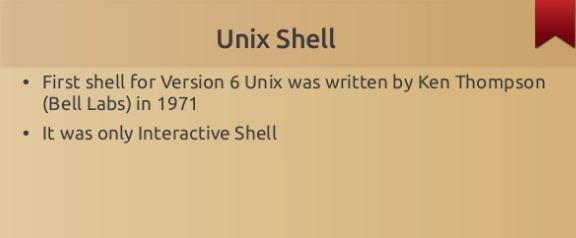 Unix Shell
• First shell for Version 6 Unix was written by Ken Thompson
(Bell Labs) in 1971
• It was only Interactive Shell